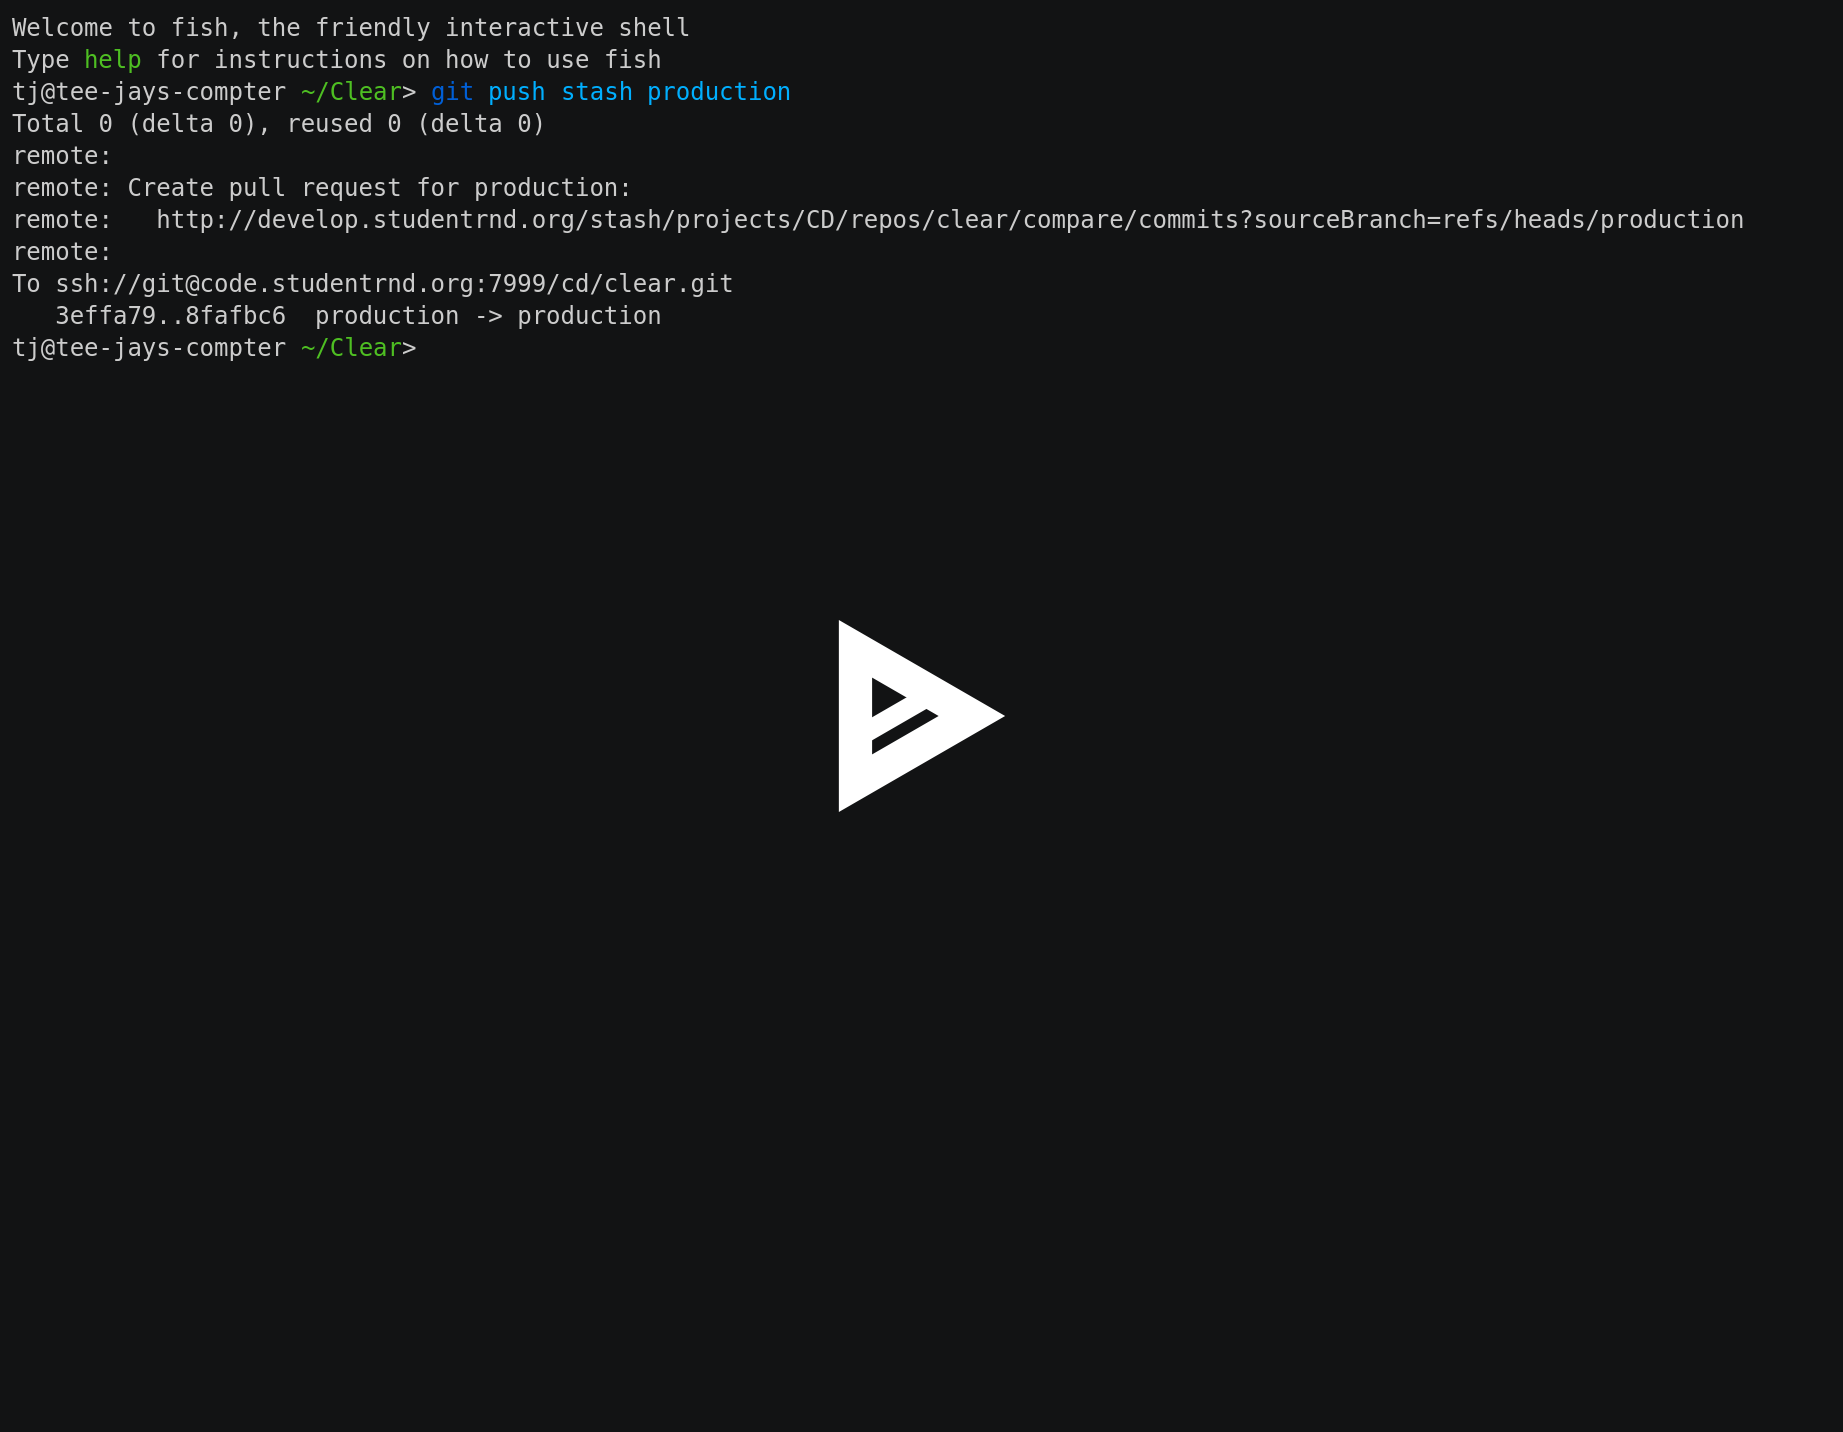 Welcome to fish, the friendly interactive shell
Type help for instructions on how to use fish
tj@tee-jays-compter ~/Clear> git push stash production
Total 0 (delta 0), reused 0 (delta 0)
remote:
remote: Create pull request for production:
remote:   http://develop.studentrnd.org/stash/projects/CD/repos/clear/compare/commits?sourceBranch=refs/heads/production
remote:
To ssh://git@code.studentrnd.org:7999/cd/clear.git
   3effa79..8fafbc6  production -> production
tj@tee-jays-compter ~/Clear>